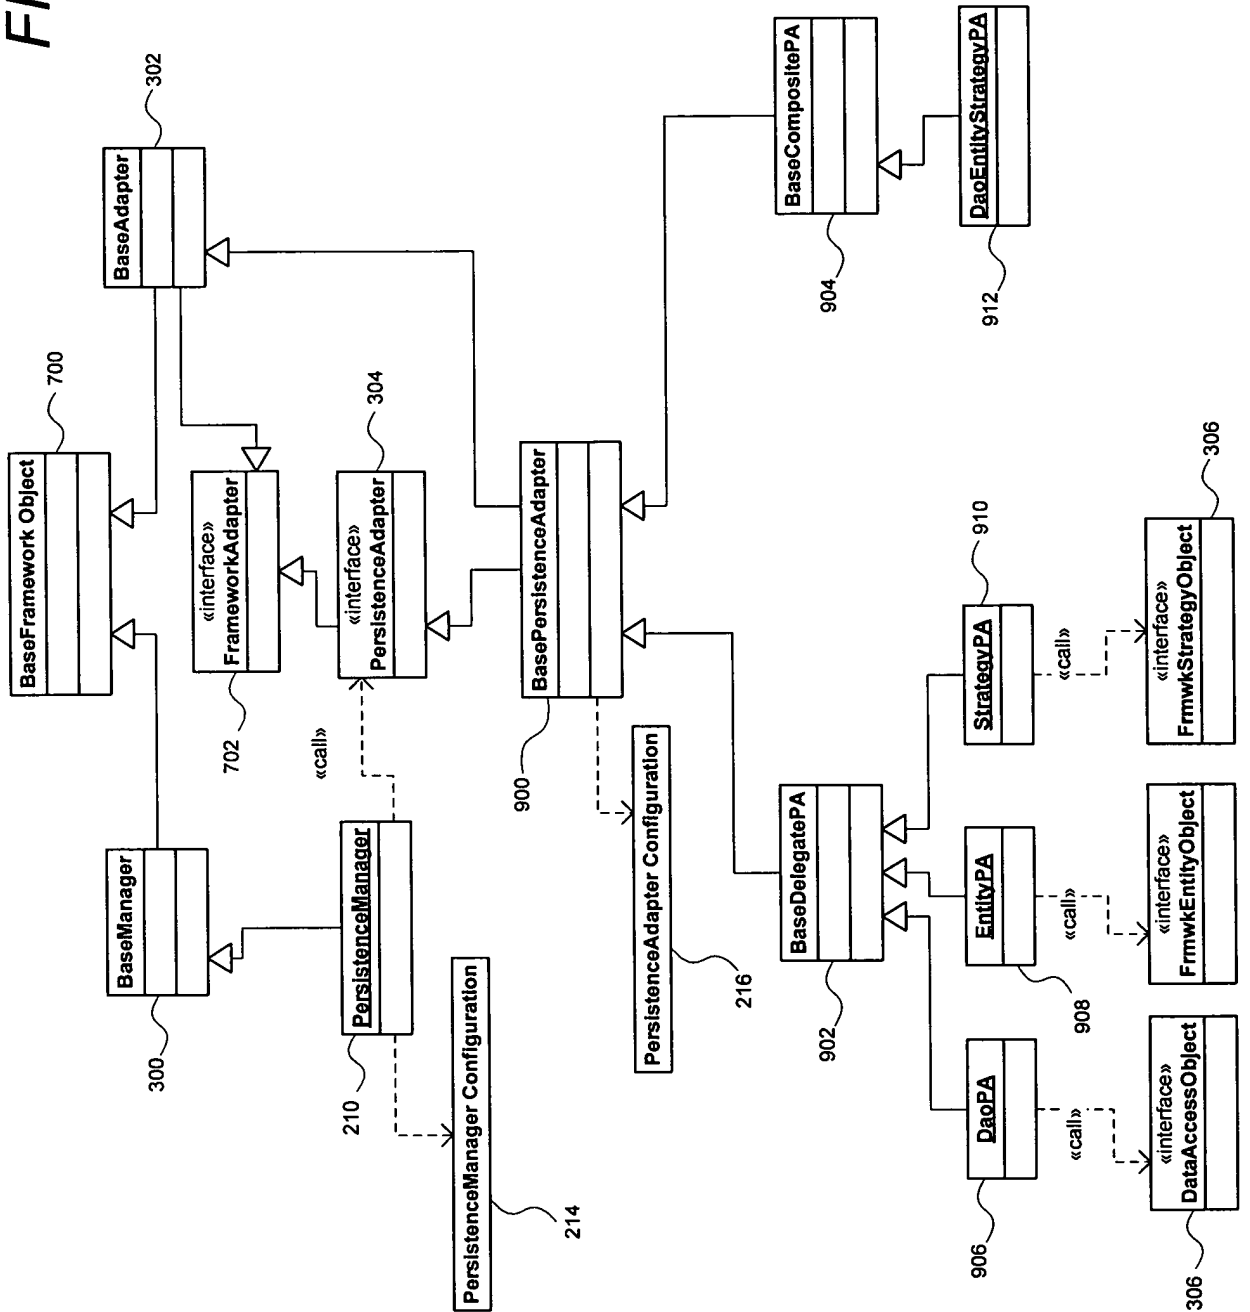 FI
BaseFramework Object
700
BaseManager
300
BaseAdapter
302
«interface»
FrameworkAdapter
702
«interface»
PersistenceAdapter
304
«call»
PersistenceManager
210
PersistenceManager Configuration
214
BasePersistenceAdapter
900
PersistenceAdapter Configuration
216
BaseDelegatePA
902
BaseCompositePA
904
DaoPA
906
EntityPA
908
StrategyPA
910
DaoEntityStrategyPA
912
«call»
«call»
«call»
«interface»
DataAccessObject
306
«interface»
FrmwkEntityObject
«interface»
FrmwkStrategyObject
306